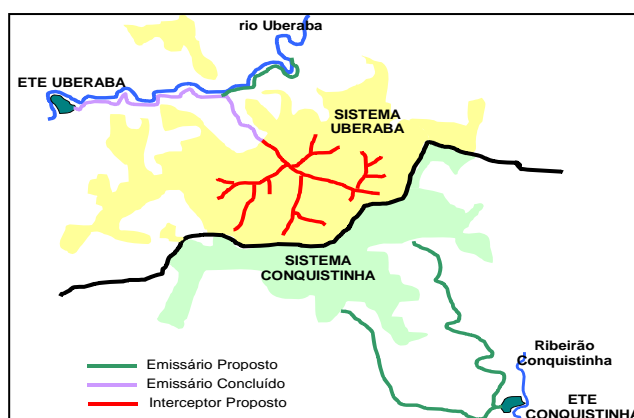 rio Uberaba
ETE UBERABA
SISTEMA
UBERABA
SISTEMA
CONQUISTINHA
Ribeirão
Conquistinha
ETE
CONQUISTINHA
Emissário Proposto
Emissário Concluído
Interceptor Proposto